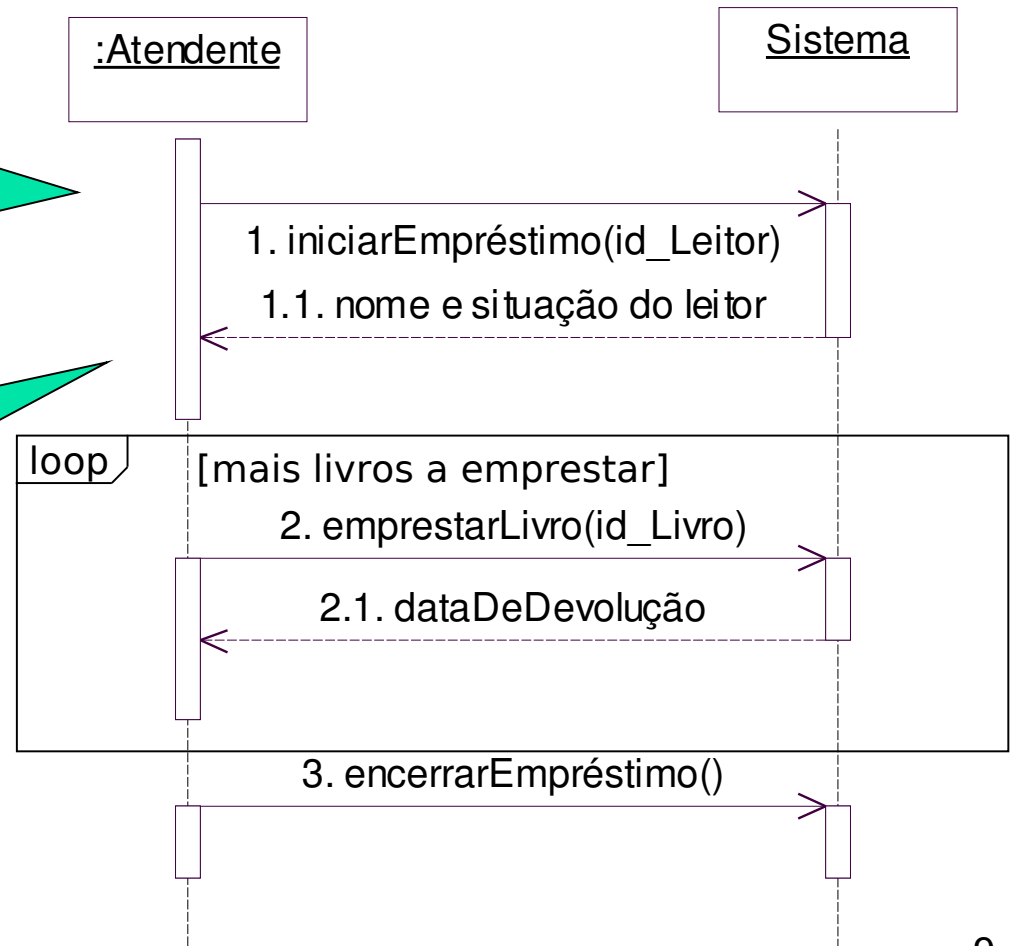 :Atendente
Sistema
1. iniciarEmpréstimo(id_Leitor)
1.1. nome e situação do leitor
loop
[mais livros a emprestar]
2. emprestarLivro(id_Livro)
2.1. dataDeDevolução
3. encerrarEmpréstimo()